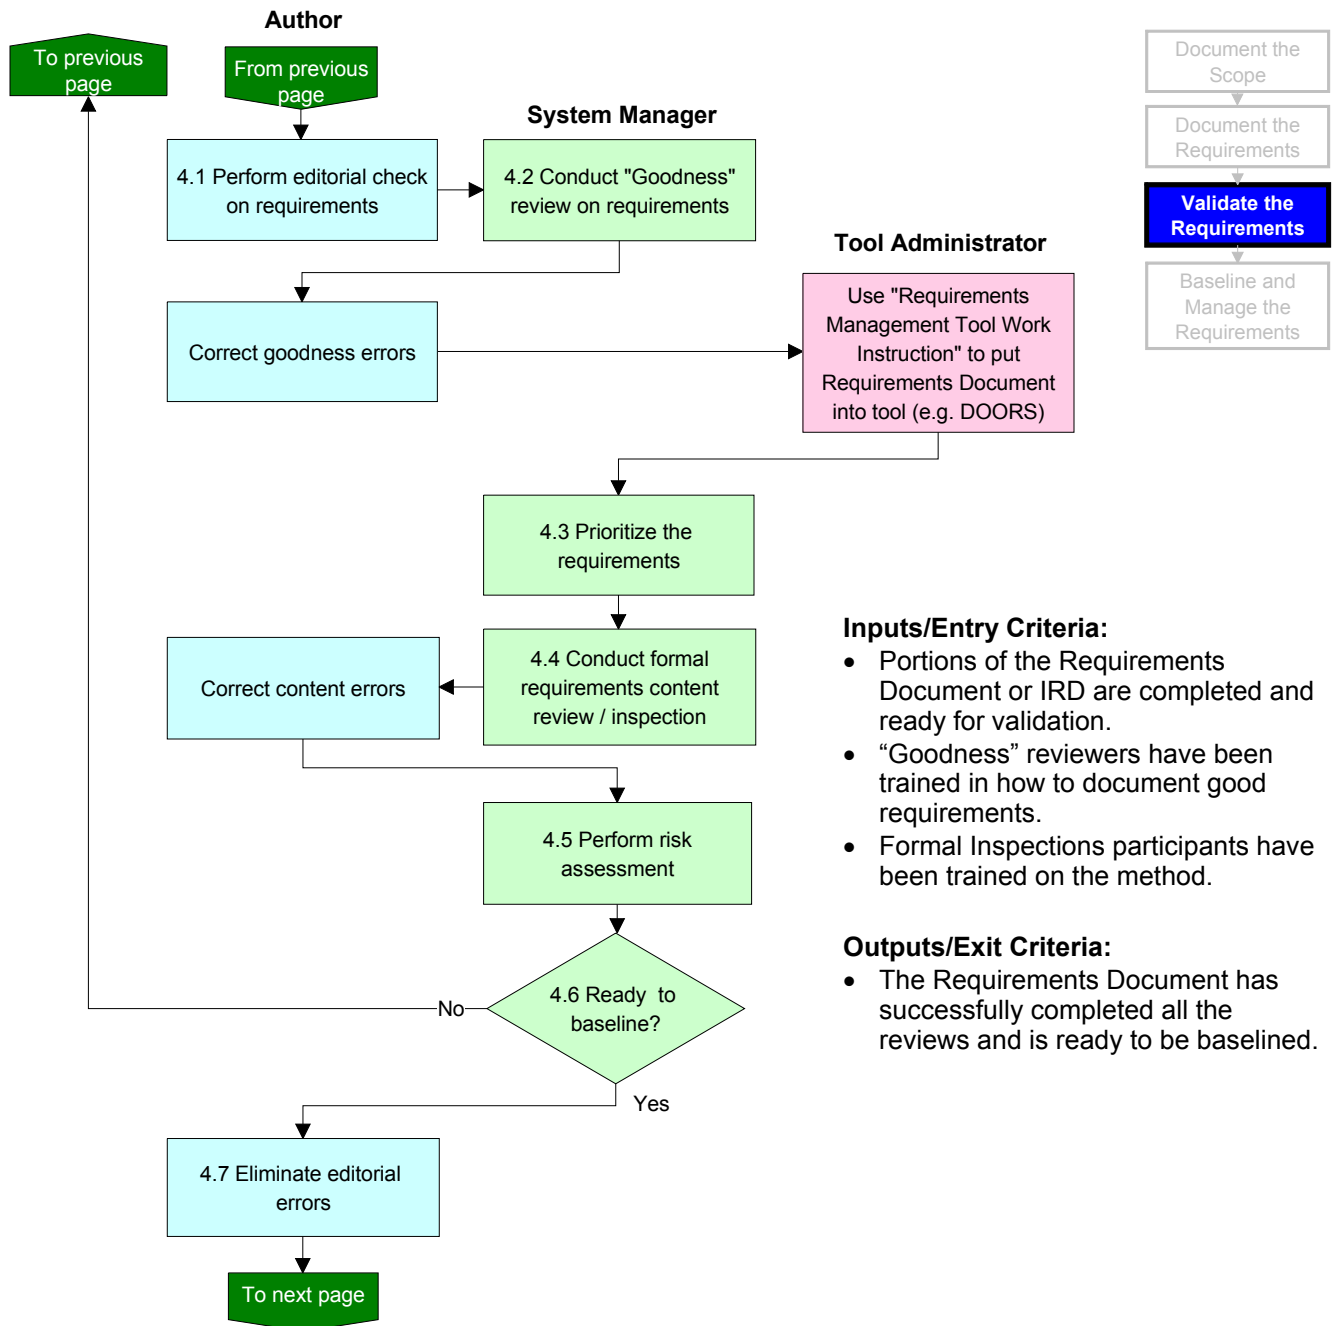 Author
To previous
page
From previous
page
Document the
Scope
System Manager
Document the
Requirements
4.1 Perform editorial check
on requirements
4.2 Conduct "Goodness"
review on requirements
Validate the
Requirements
Tool Administrator
Baseline and
Manage the
Requirements
Correct goodness errors
Use "Requirements
Management Tool Work
Instruction" to put
Requirements Document
into tool (e.g. DOORS)
4.3 Prioritize the
requirements
4.4 Conduct formal
requirements content
review / inspection
Correct content errors
Inputs/Entry Criteria:
• Portions of the Requirements
Document or IRD are completed and
ready for validation.
• “Goodness” reviewers have been
trained in how to document good
requirements.
• Formal Inspections participants have
been trained on the method.
4.5 Perform risk
assessment
Outputs/Exit Criteria:
• The Requirements Document has
successfully completed all the
reviews and is ready to be baselined.
4.6 Ready to
baseline?
No
Yes
4.7 Eliminate editorial
errors
To next page